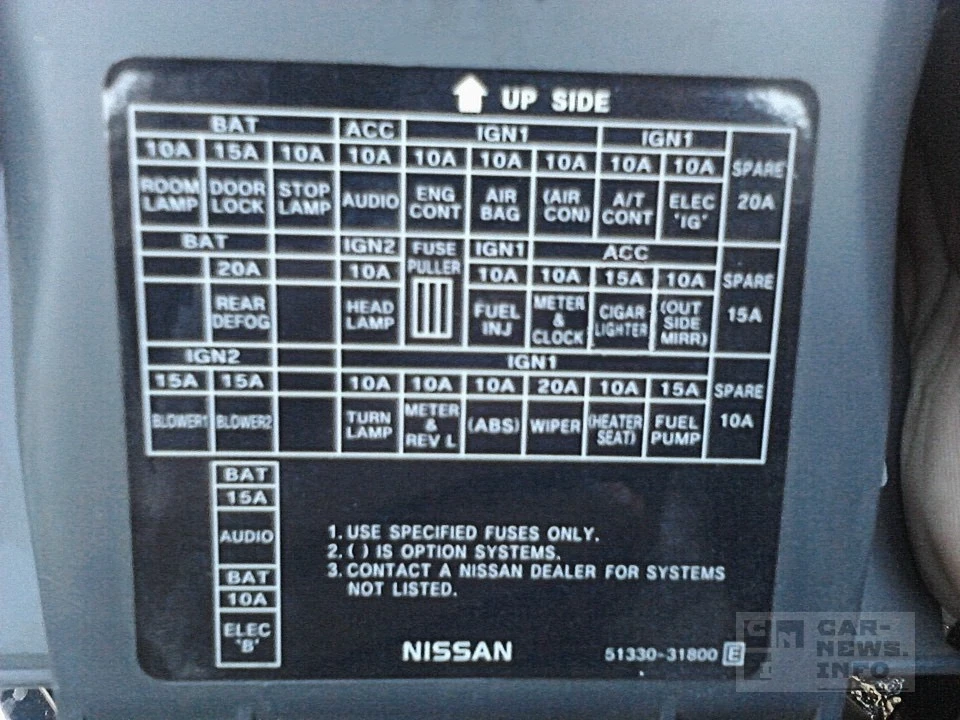 UP SIDE
BAT ACC IGN1 IGN1
10A 15A 10A 10A 10A 10A 10A 10A 10A SPARE
ROOM LAMP DOOR LOCK STOP LAMP AUDIO ENG CONT AIR BAG (AIR CON) A/T CONT ELEC "IG" 20A
BAT IGN2 FUSE PULLER IGN1 ACC
20A 10A 10A 10A 15A 10A SPARE
REAR DEFOG HEAD LAMP FUEL INJ METER & CLOCK CIGAR LIGHTER (OUT SIDE MIRR) 15A
IGN2 IGN1
15A 15A 10A 10A 10A 20A 10A 15A SPARE
BLOWER1 BLOWER2 TURN LAMP METER & REV L (ABS) WIPER (HEATER SEAT) FUEL PUMP 10A
BAT
15A
AUDIO
BAT
10A
ELEC
"B"
1. USE SPECIFIED FUSES ONLY.
2. ( ) IS OPTION SYSTEMS.
3. CONTACT A NISSAN DEALER FOR SYSTEMS
NOT LISTED.
NISSAN 51330-31800 E
CAR-
NEWS.
INFO